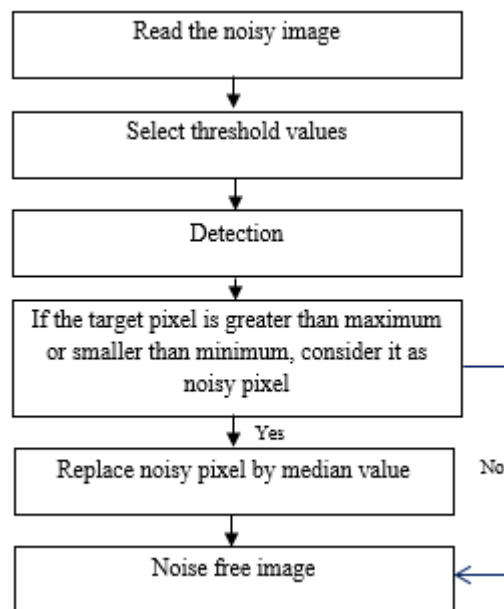 Read the noisy image
Select threshold values
Detection
If the target pixel is greater than maximum
or smaller than minimum, consider it as
noisy pixel
Yes
Replace noisy pixel by median value
No
Noise free image